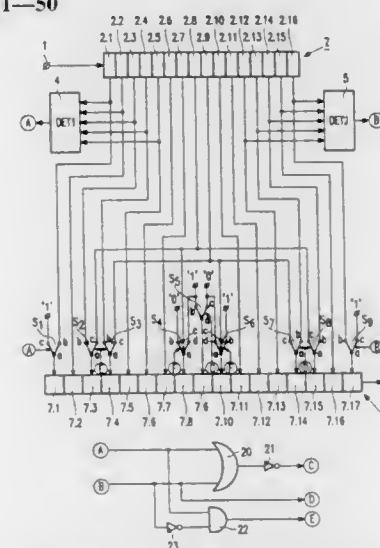 1—50
2.2 2.4 2.6 2.8 2.10 2.12 2.14 2.16
2.1 2.3 2.5 2.7 2.9 2.11 2.13 2.15
1
2
4
5
DET1
A
B
'1' '0'
S5
'1' '0' '1' '1'
S1 S2 S3 S4 S6 S7 S8 S9
A
B
7.1 7.3 7.5 7.7 7.6 7.11 7.13 7.15 7.17
7.2 7.4 7.6 7.8 7.10 7.12 7.14 7.16
A
20
21
C
B
D
22
E
23